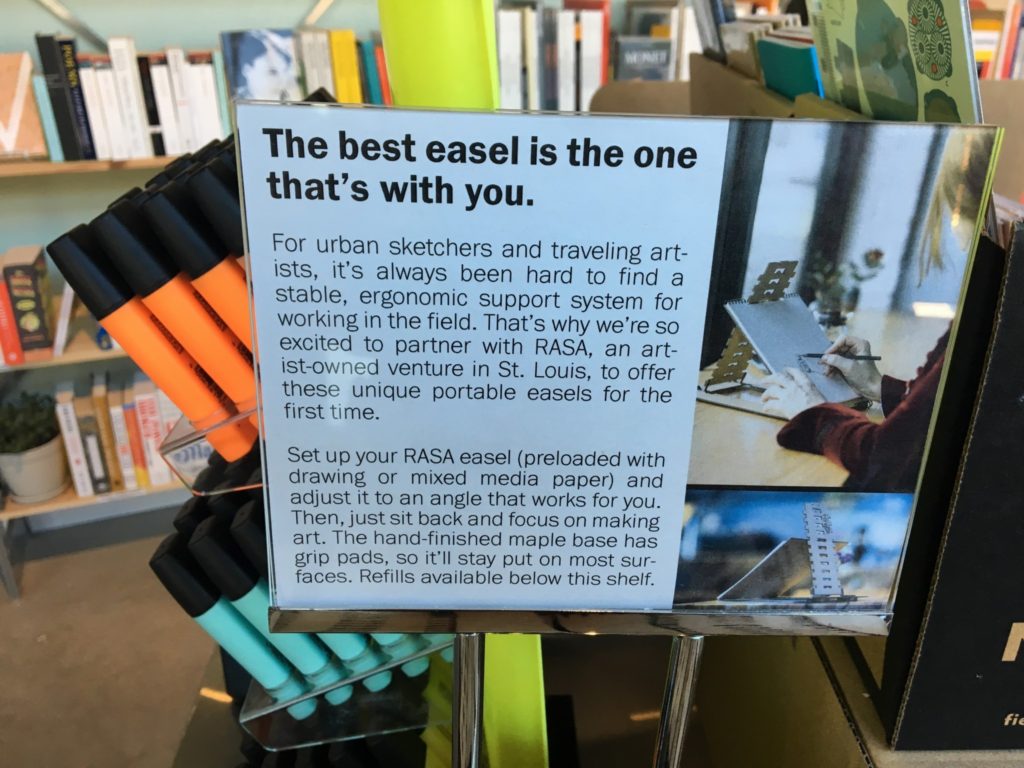 The best easel is the one
that's with you.
For urban sketchers and traveling art-
ists, it's always been hard to find a
stable, ergonomic support system for
working in the field. That's why we're so
excited to partner with RASA, an art-
ist-owned venture in St. Louis, to offer
these unique portable easels for the
first time.
Set up your RASA easel (preloaded with
drawing or mixed media paper) and
adjust it to an angle that works for you.
Then, just sit back and focus on making
art. The hand-finished maple base has
grip pads, so it'll stay put on most sur-
faces. Refills available below this shelf.
MONET
fie